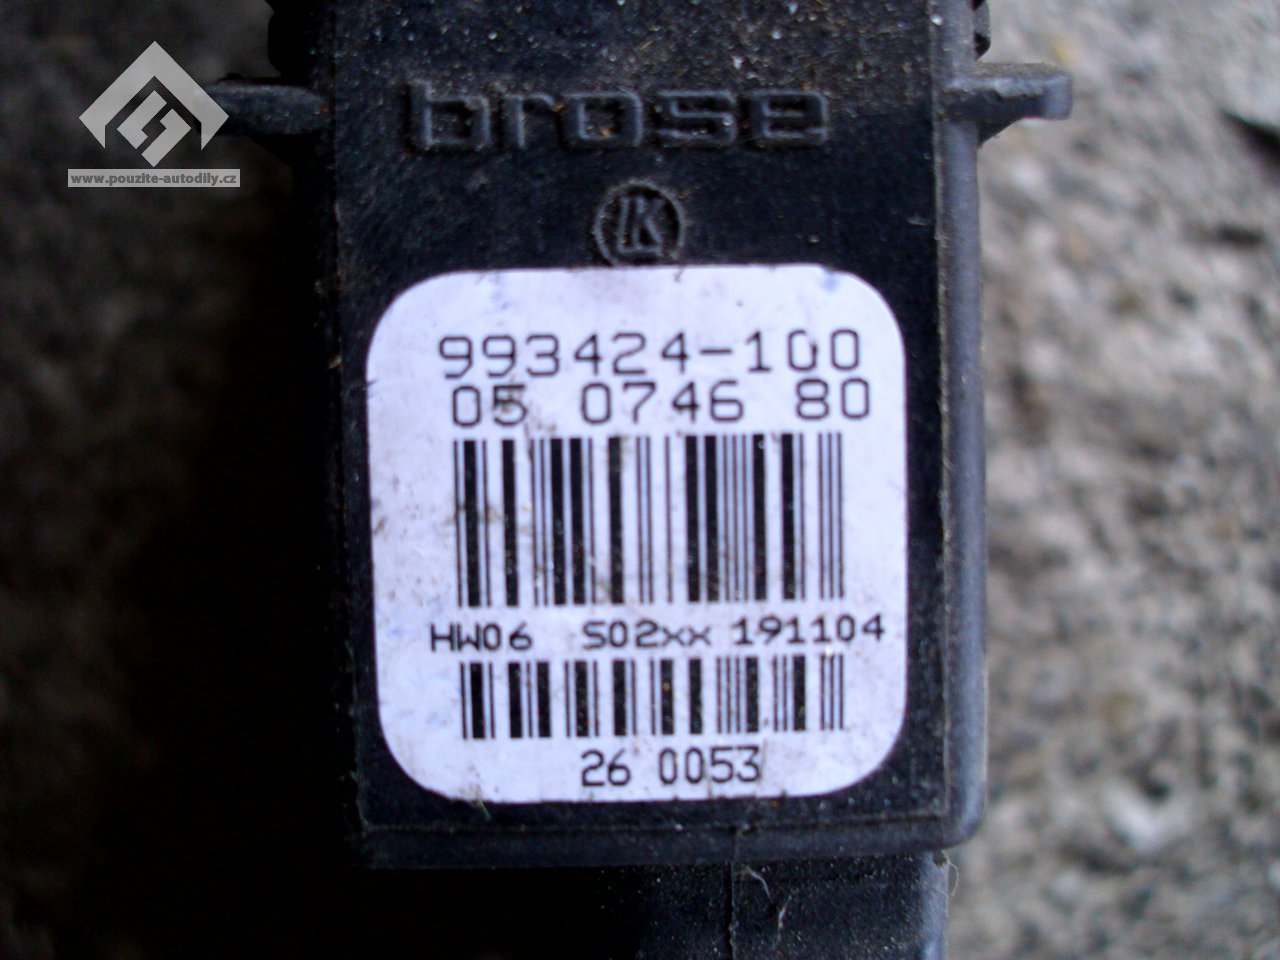 www.pouzite-autodily.cz
brose
K
993424-100
05 0746 80
HW06 S02xx 191104
26 0053